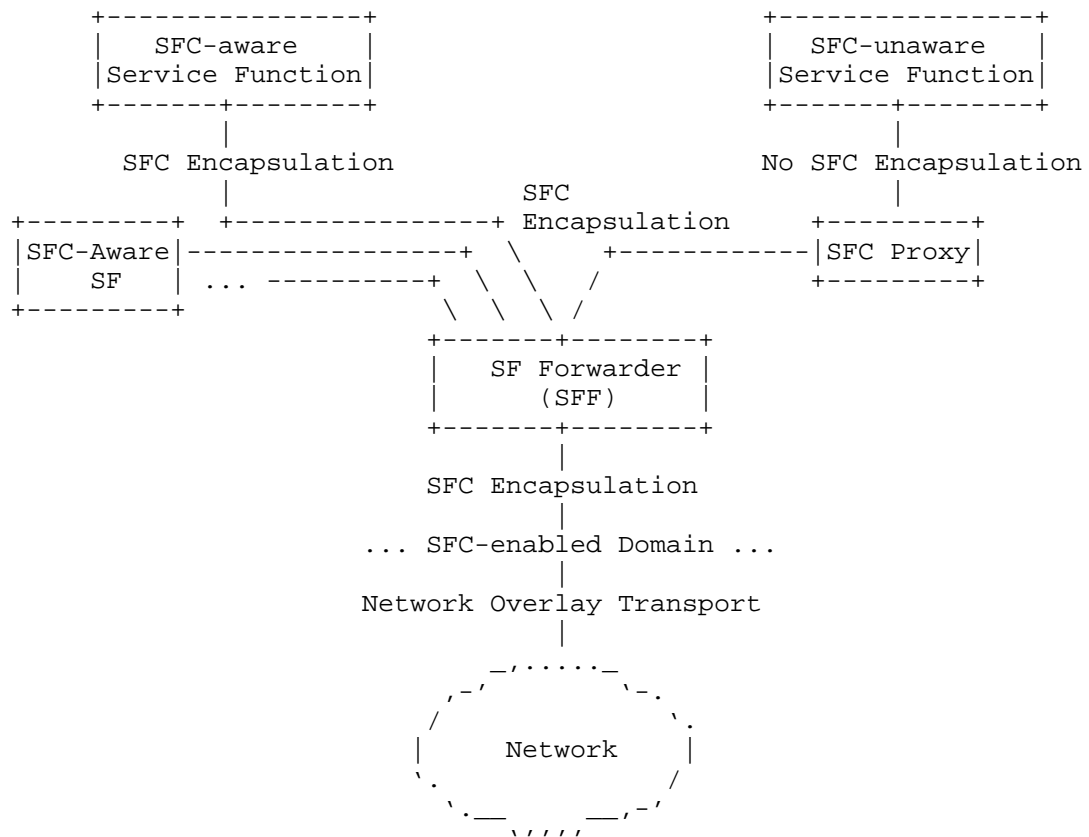 SFC-aware
Service Function
SFC-unaware
Service Function
SFC Encapsulation
No SFC Encapsulation
SFC
Encapsulation
SFC-Aware
SF
...
SFC Proxy
SF Forwarder
(SFF)
SFC Encapsulation
... SFC-enabled Domain ...
Network Overlay Transport
Network